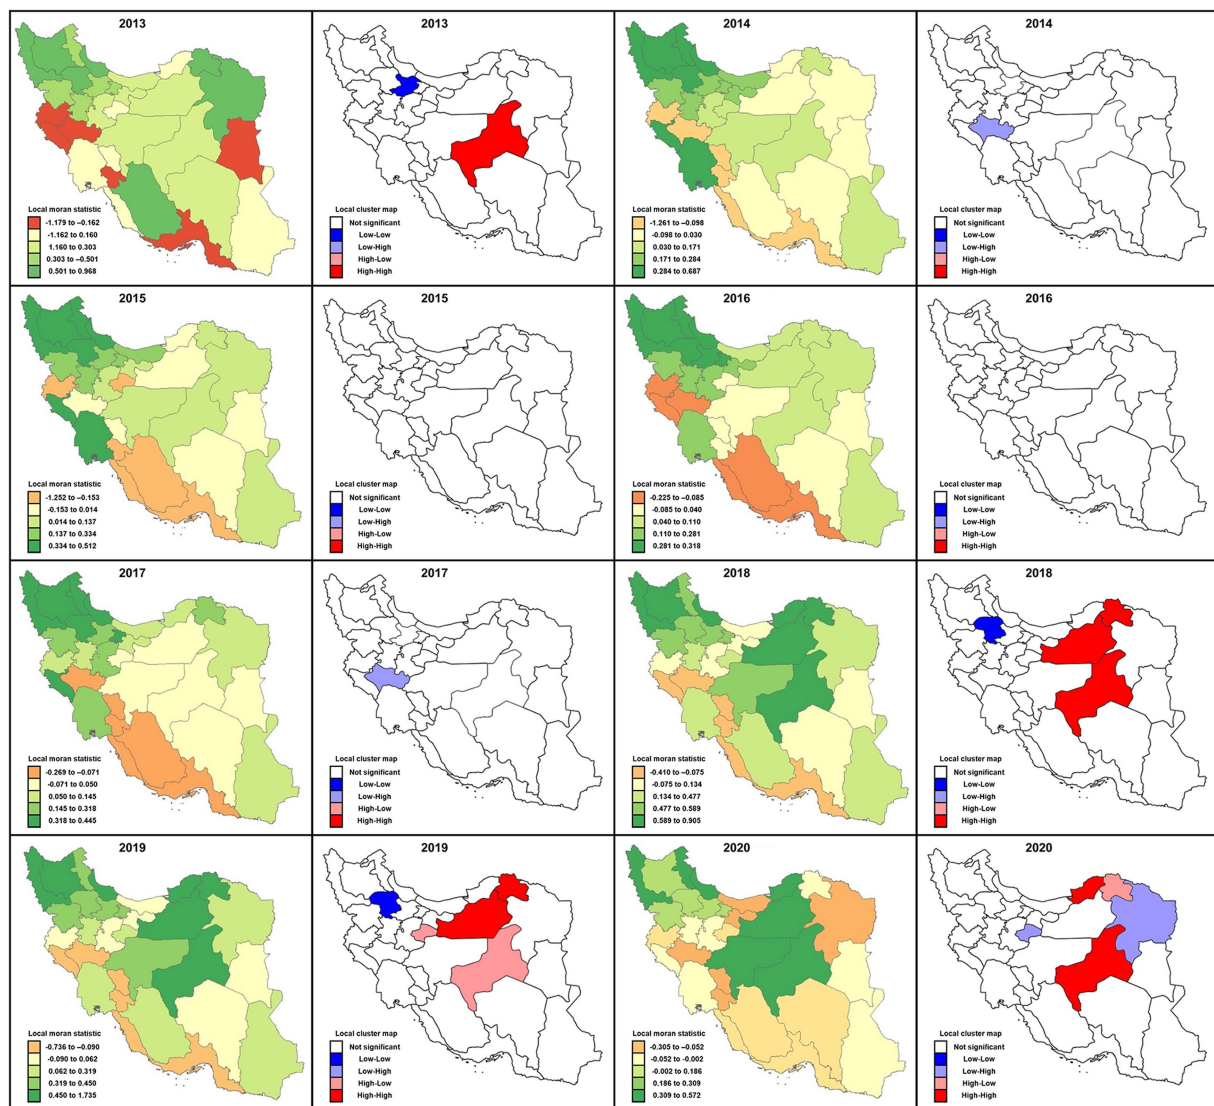 2013
Local moran statistic
-1.179 to –0.162
-1.162 to 0.160
1.160 to 0.303
0.303 to –0.501
0.501 to 0.968
2013
Local cluster map
Not significant
Low-Low
Low-High
High-Low
High-High
2014
Local moran statistic
-1.261 to –0.098
-0.098 to 0.030
0.030 to 0.171
0.171 to 0.284
0.284 to 0.687
2014
Local cluster map
Not significant
Low-Low
Low-High
High-Low
High-High
2015
Local moran statistic
-1.252 to –0.153
-0.153 to 0.014
0.014 to 0.137
0.137 to 0.334
0.334 to 0.512
2015
Local cluster map
Not significant
Low-Low
Low-High
High-Low
High-High
2016
Local moran statistic
-0.225 to –0.085
-0.085 to 0.040
0.040 to 0.110
0.110 to 0.281
0.281 to 0.318
2016
Local cluster map
Not significant
Low-Low
Low-High
High-Low
High-High
2017
Local moran statistic
-0.269 to –0.071
-0.071 to 0.050
0.050 to 0.145
0.145 to 0.318
0.318 to 0.445
2017
Local cluster map
Not significant
Low-Low
Low-High
High-Low
High-High
2018
Local moran statistic
-0.410 to –0.075
-0.075 to 0.134
0.134 to 0.477
0.477 to 0.589
0.589 to 0.905
2018
Local cluster map
Not significant
Low-Low
Low-High
High-Low
High-High
2019
Local moran statistic
-0.736 to –0.090
-0.090 to 0.062
0.062 to 0.319
0.319 to 0.450
0.450 to 1.735
2019
Local cluster map
Not significant
Low-Low
Low-High
High-Low
High-High
2020
Local moran statistic
-0.305 to –0.052
-0.052 to –0.002
-0.002 to 0.186
0.186 to 0.309
0.309 to 0.572
2020
Local cluster map
Not significant
Low-Low
Low-High
High-Low
High-High